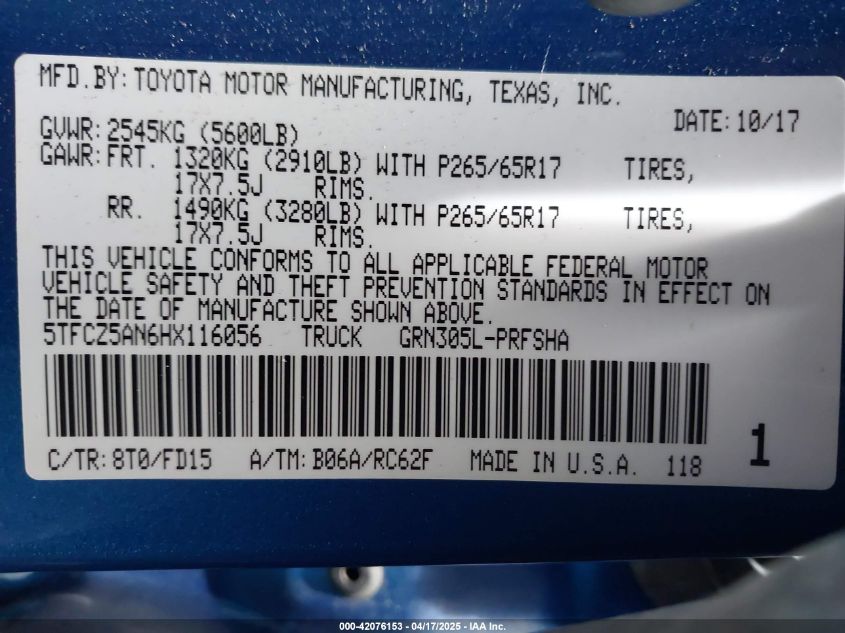 MFD.BY: TOYOTA MOTOR MANUFACTURING, TEXAS, INC.
DATE: 10/17
GVWR: 2545KG (5600LB)
GAWR: FRT. 1320KG (2910LB) WITH P265/65R17 TIRES,
17X7.5J RIMS.
RR. 1490KG (3280LB) WITH P265/65R17 TIRES,
17X7.5J RIMS.
THIS VEHICLE CONFORMS TO ALL APPLICABLE FEDERAL MOTOR
VEHICLE SAFETY AND THEFT PREVENTION STANDARDS IN EFFECT ON
THE DATE OF MANUFACTURE SHOWN ABOVE.
5TFCZ5AN6HX116056 TRUCK GRN305L-PRFSHA
C/TR: 8T0/FD15 A/TM: B06A/RC62F MADE IN U.S.A. 118 1
000-42076153 - 04/17/2025 - IAA Inc.